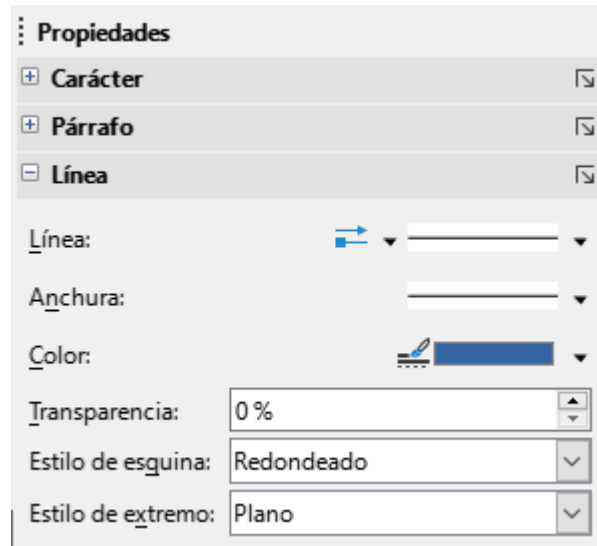 Propiedades
Carácter
Párrafo
Línea
Línea:
Anchura:
Color:
Transparencia: 0 %
Estilo de esquina: Redondeado
Estilo de extremo: Plano